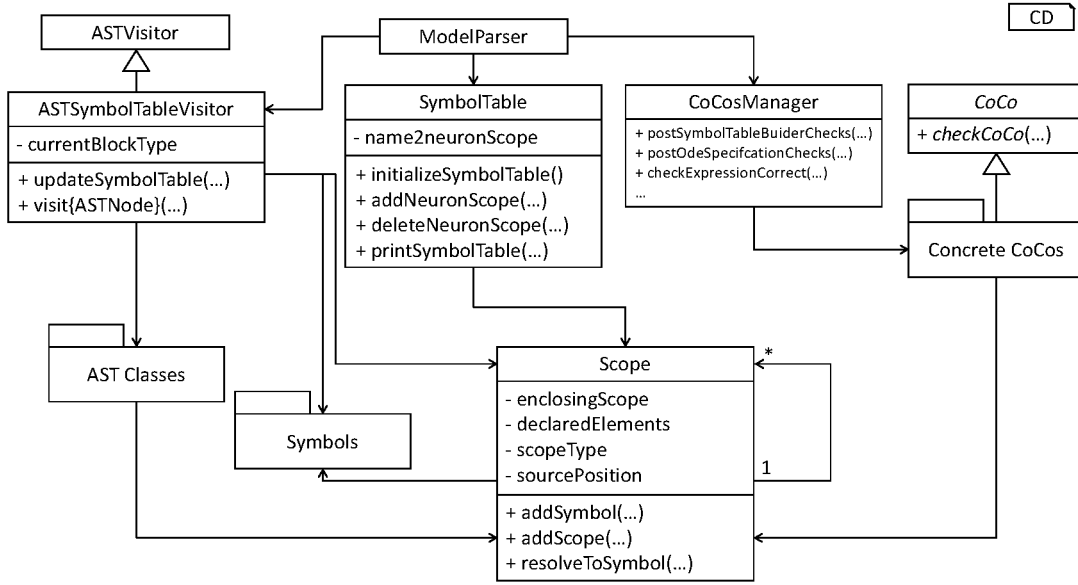 CD
ASTVisitor
ModelParser
ASTSymbolTableVisitor
- currentBlockType
+ updateSymbolTable(...)
+ visit{ASTNode}(...)
SymbolTable
- name2neuronScope
+ initializeSymbolTable()
+ addNeuronScope(...)
+ deleteNeuronScope(...)
+ printSymbolTable(...)
CoCosManager
+ postSymbolTableBuiderChecks(...)
+ postOdeSpecifcationChecks(...)
+ checkExpressionCorrect(...)
...
CoCo
+ checkCoCo(...)
Concrete CoCos
AST Classes
Symbols
Scope
- enclosingScope
- declaredElements
- scopeType
- sourcePosition
+ addSymbol(...)
+ addScope(...)
+ resolveToSymbol(...)
*
1